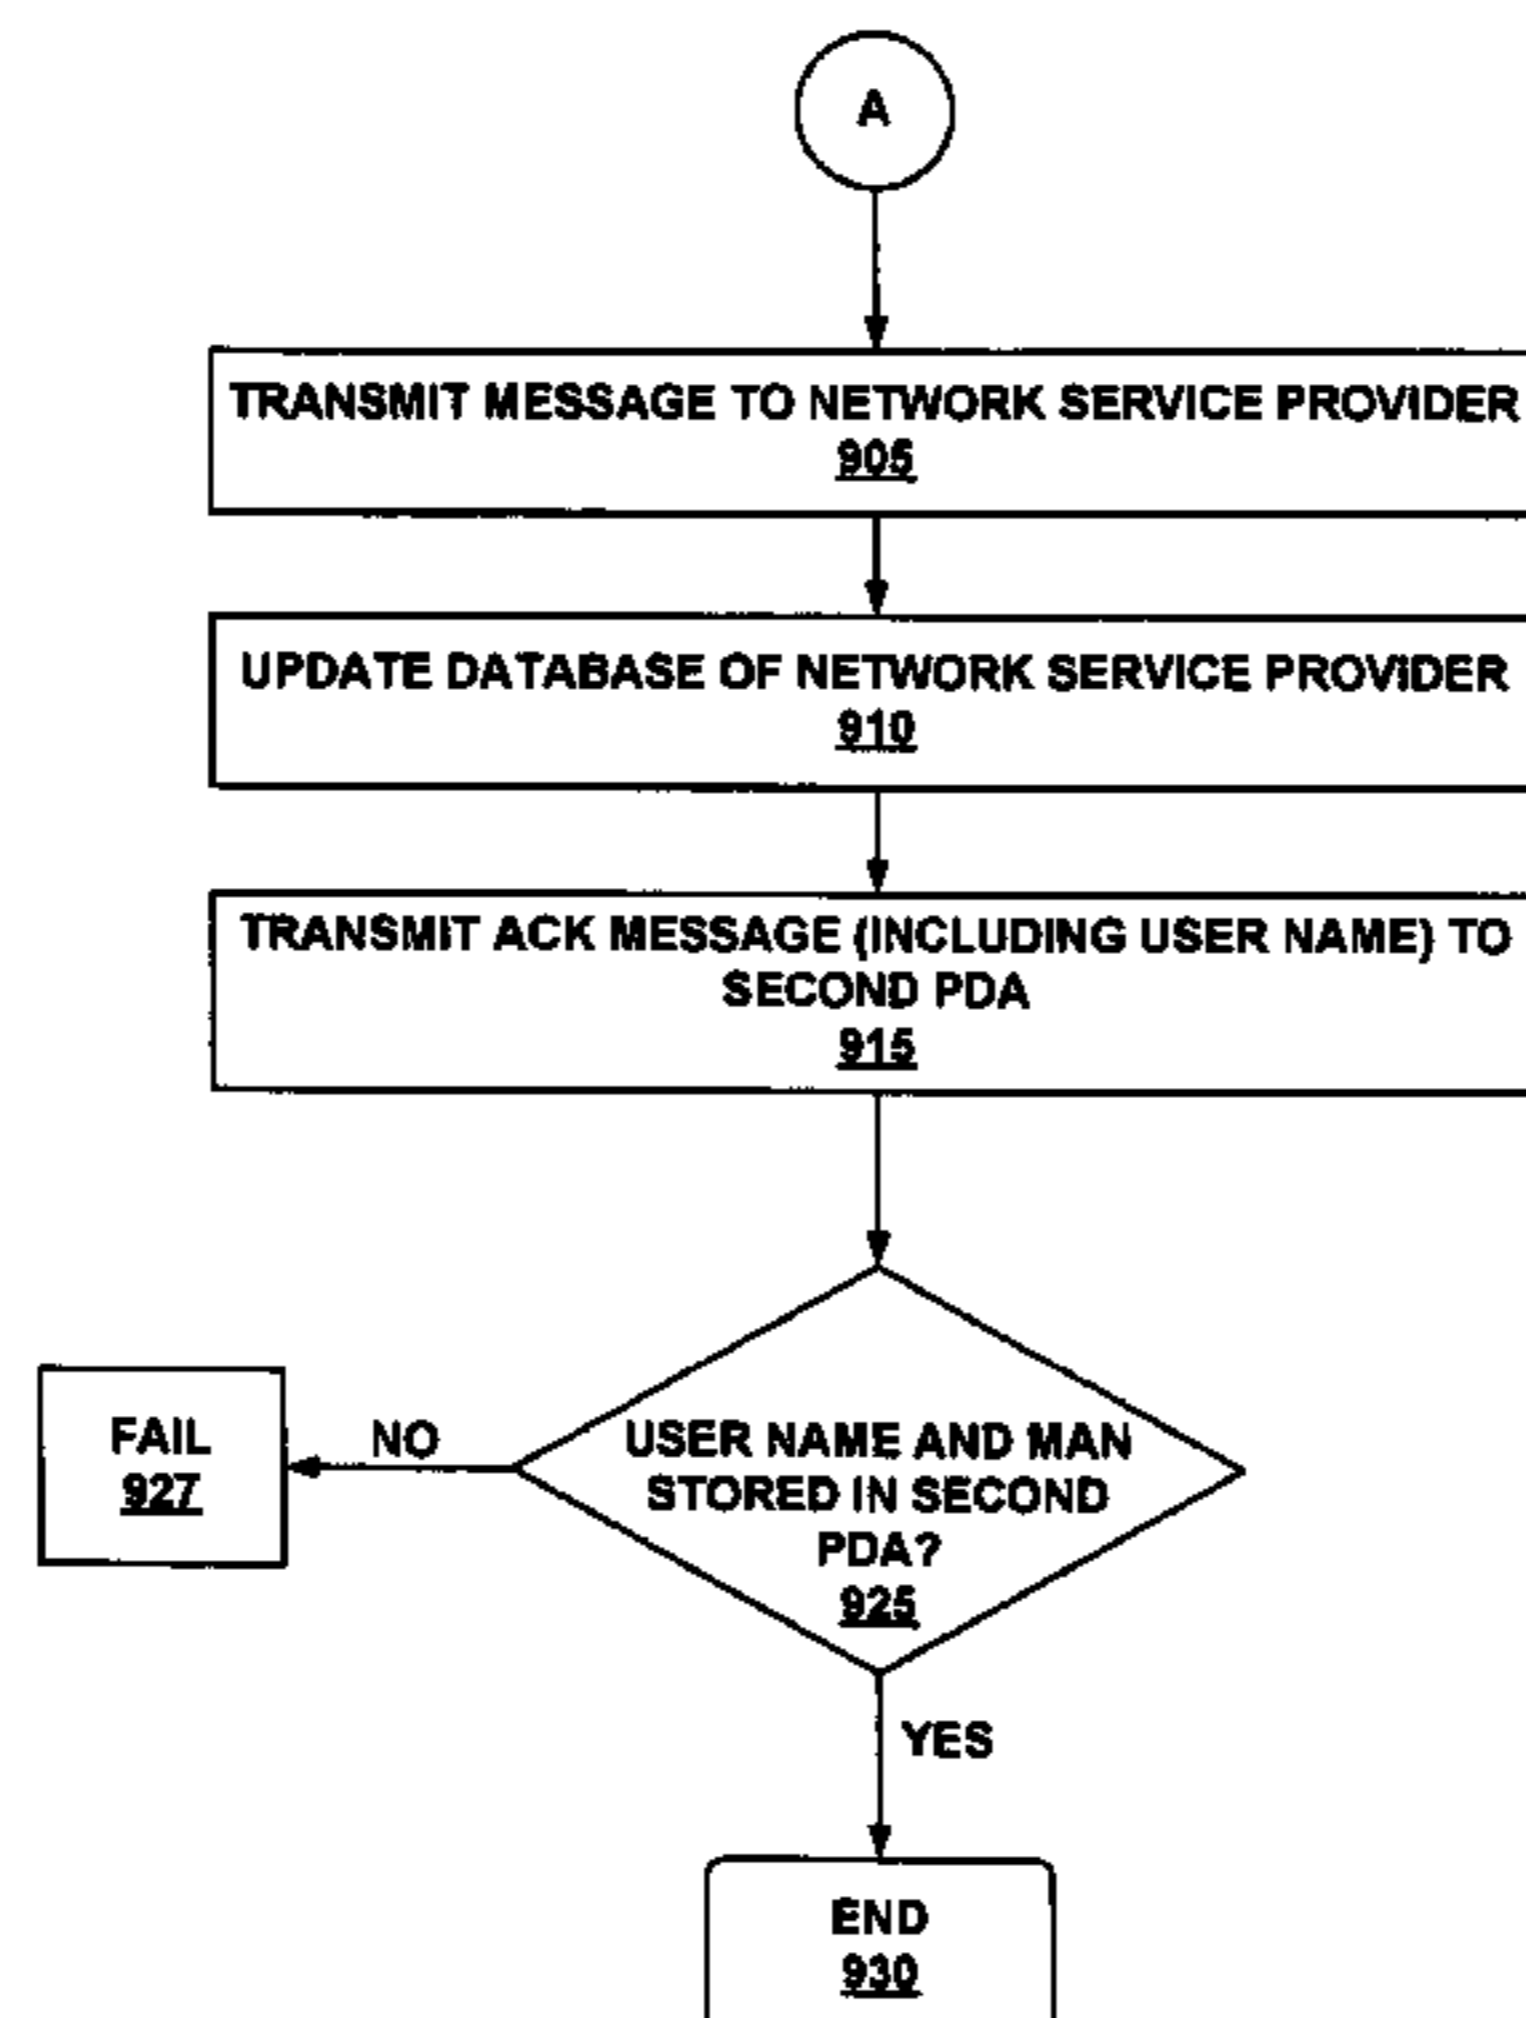 A
TRANSMIT MESSAGE TO NETWORK SERVICE PROVIDER
905
UPDATE DATABASE OF NETWORK SERVICE PROVIDER
910
TRANSMIT ACK MESSAGE (INCLUDING USER NAME) TO
SECOND PDA
915
USER NAME AND MAN
STORED IN SECOND
PDA?
925
NO
FAIL
927
YES
END
930